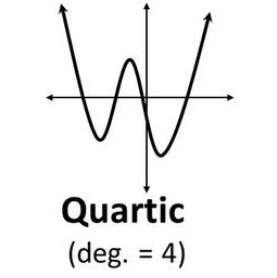 Quartic
(deg. = 4)